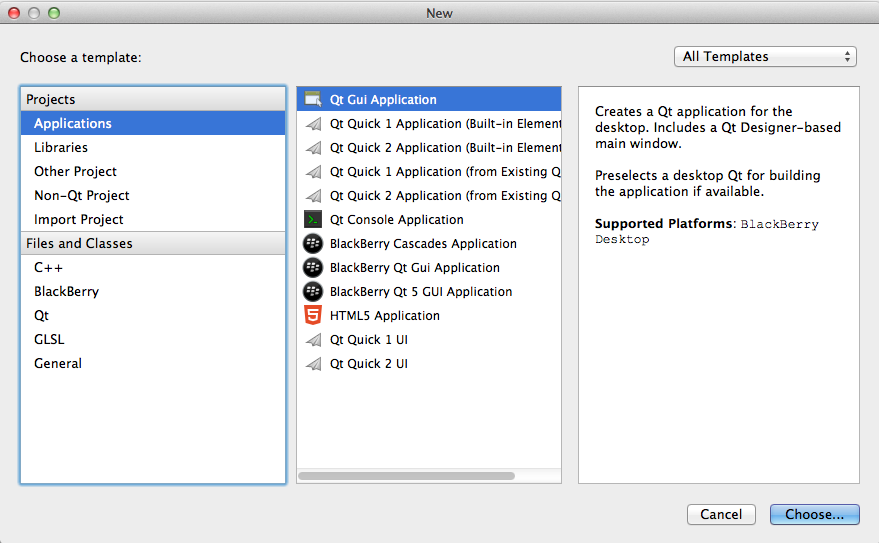 New
Choose a template:
All Templates
Projects
Applications
Libraries
Other Project
Non-Qt Project
Import Project
Files and Classes
C++
BlackBerry
Qt
GLSL
General
Qt Gui Application
Qt Quick 1 Application (Built-in Element
Qt Quick 2 Application (Built-in Element
Qt Quick 1 Application (from Existing Q
Qt Quick 2 Application (from Existing Q
Qt Console Application
BlackBerry Cascades Application
BlackBerry Qt Gui Application
BlackBerry Qt 5 GUI Application
HTML5 Application
Qt Quick 1 UI
Qt Quick 2 UI
Creates a Qt application for the
desktop. Includes a Qt Designer-based
main window.
Preselects a desktop Qt for building
the application if available.
Supported Platforms: BlackBerry
Desktop
Cancel
Choose...